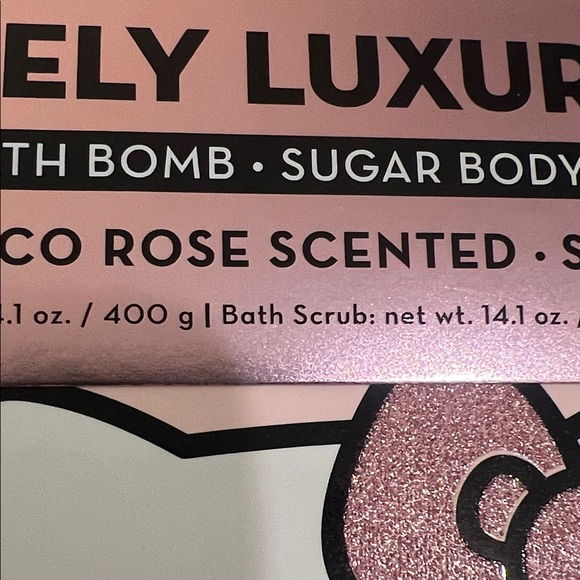 ELY LUXUR
TH BOMB • SUGAR BODY
CO ROSE SCENTED • S
4.1 oz. / 400 g | Bath Scrub: net wt. 14.1 oz. /